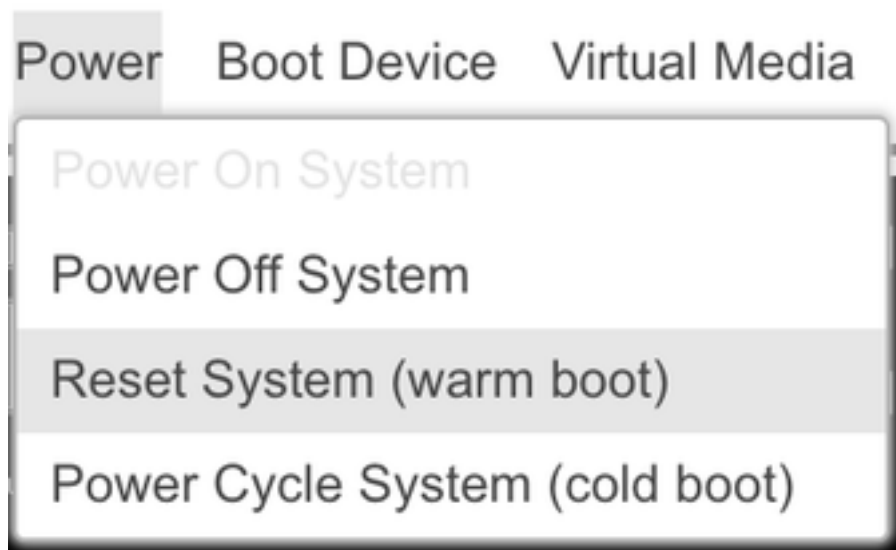 Power Boot Device Virtual Media
Power On System
Power Off System
Reset System (warm boot)
Power Cycle System (cold boot)